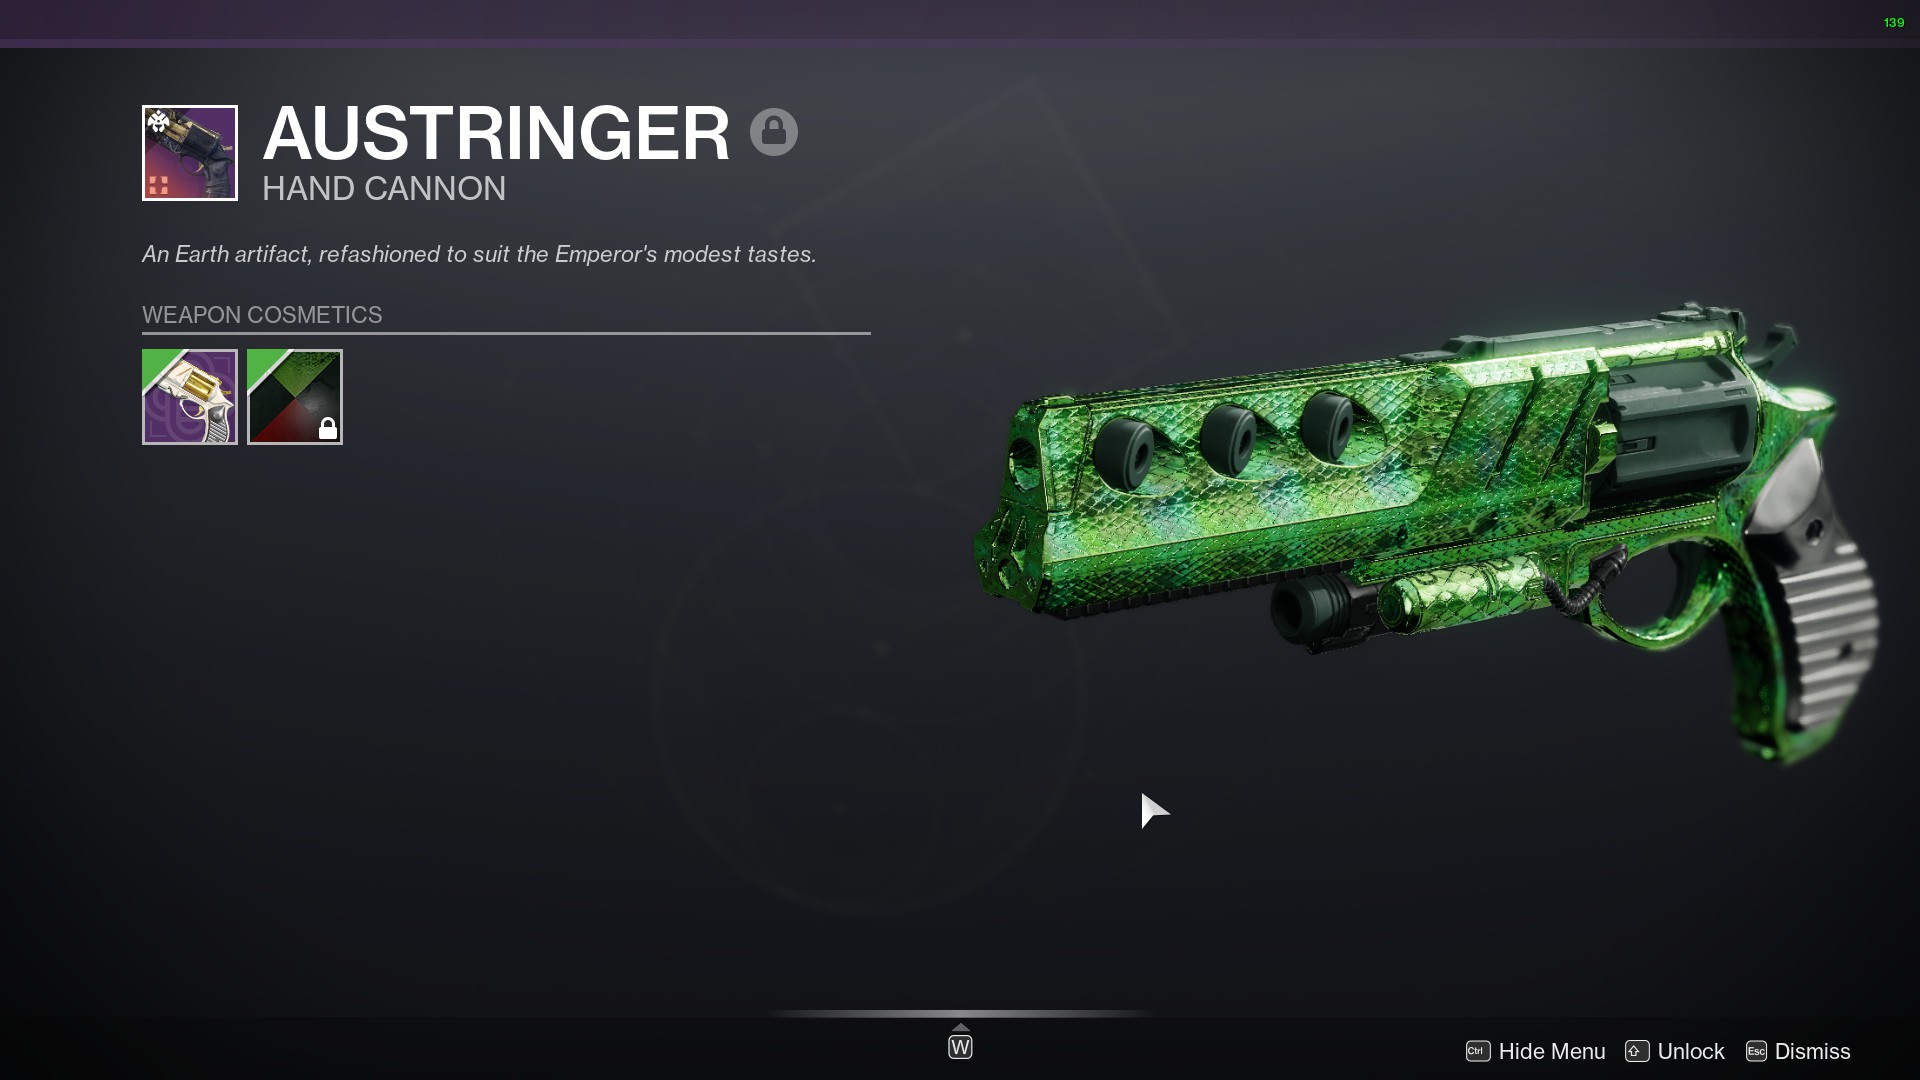 139
AUSTRINGER
HAND CANNON
An Earth artifact, refashioned to suit the Emperor's modest tastes.
WEAPON COSMETICS
W
Ctrl Hide Menu Unlock Esc Dismiss